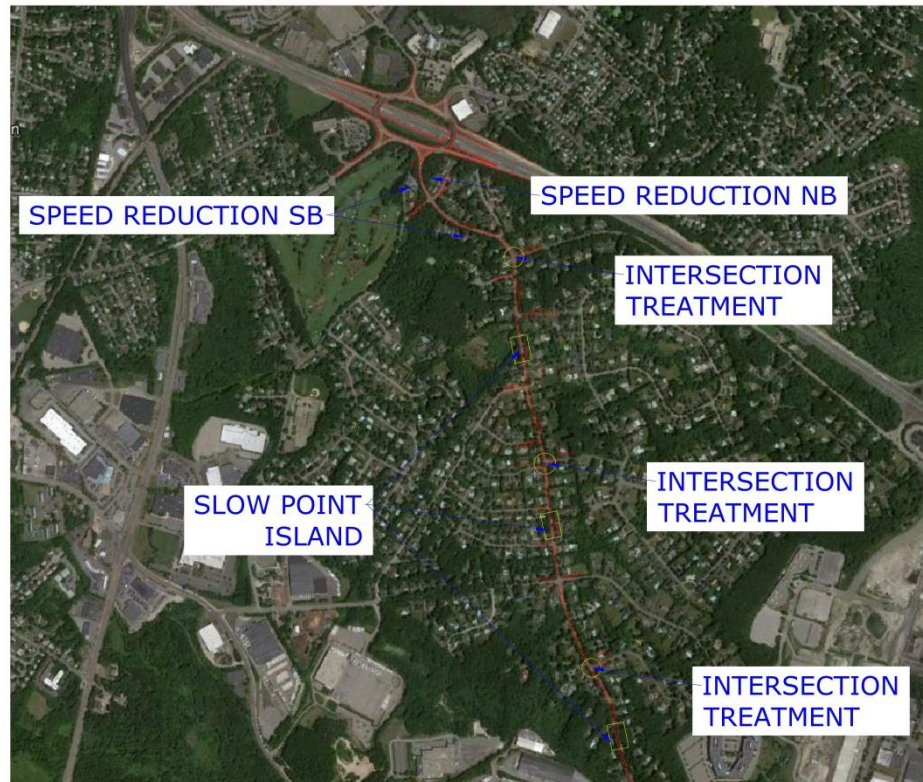 n
SPEED REDUCTION NB
SPEED REDUCTION SB
INTERSECTION
TREATMENT
INTERSECTION
TREATMENT
SLOW POINT
ISLAND
INTERSECTION
TREATMENT